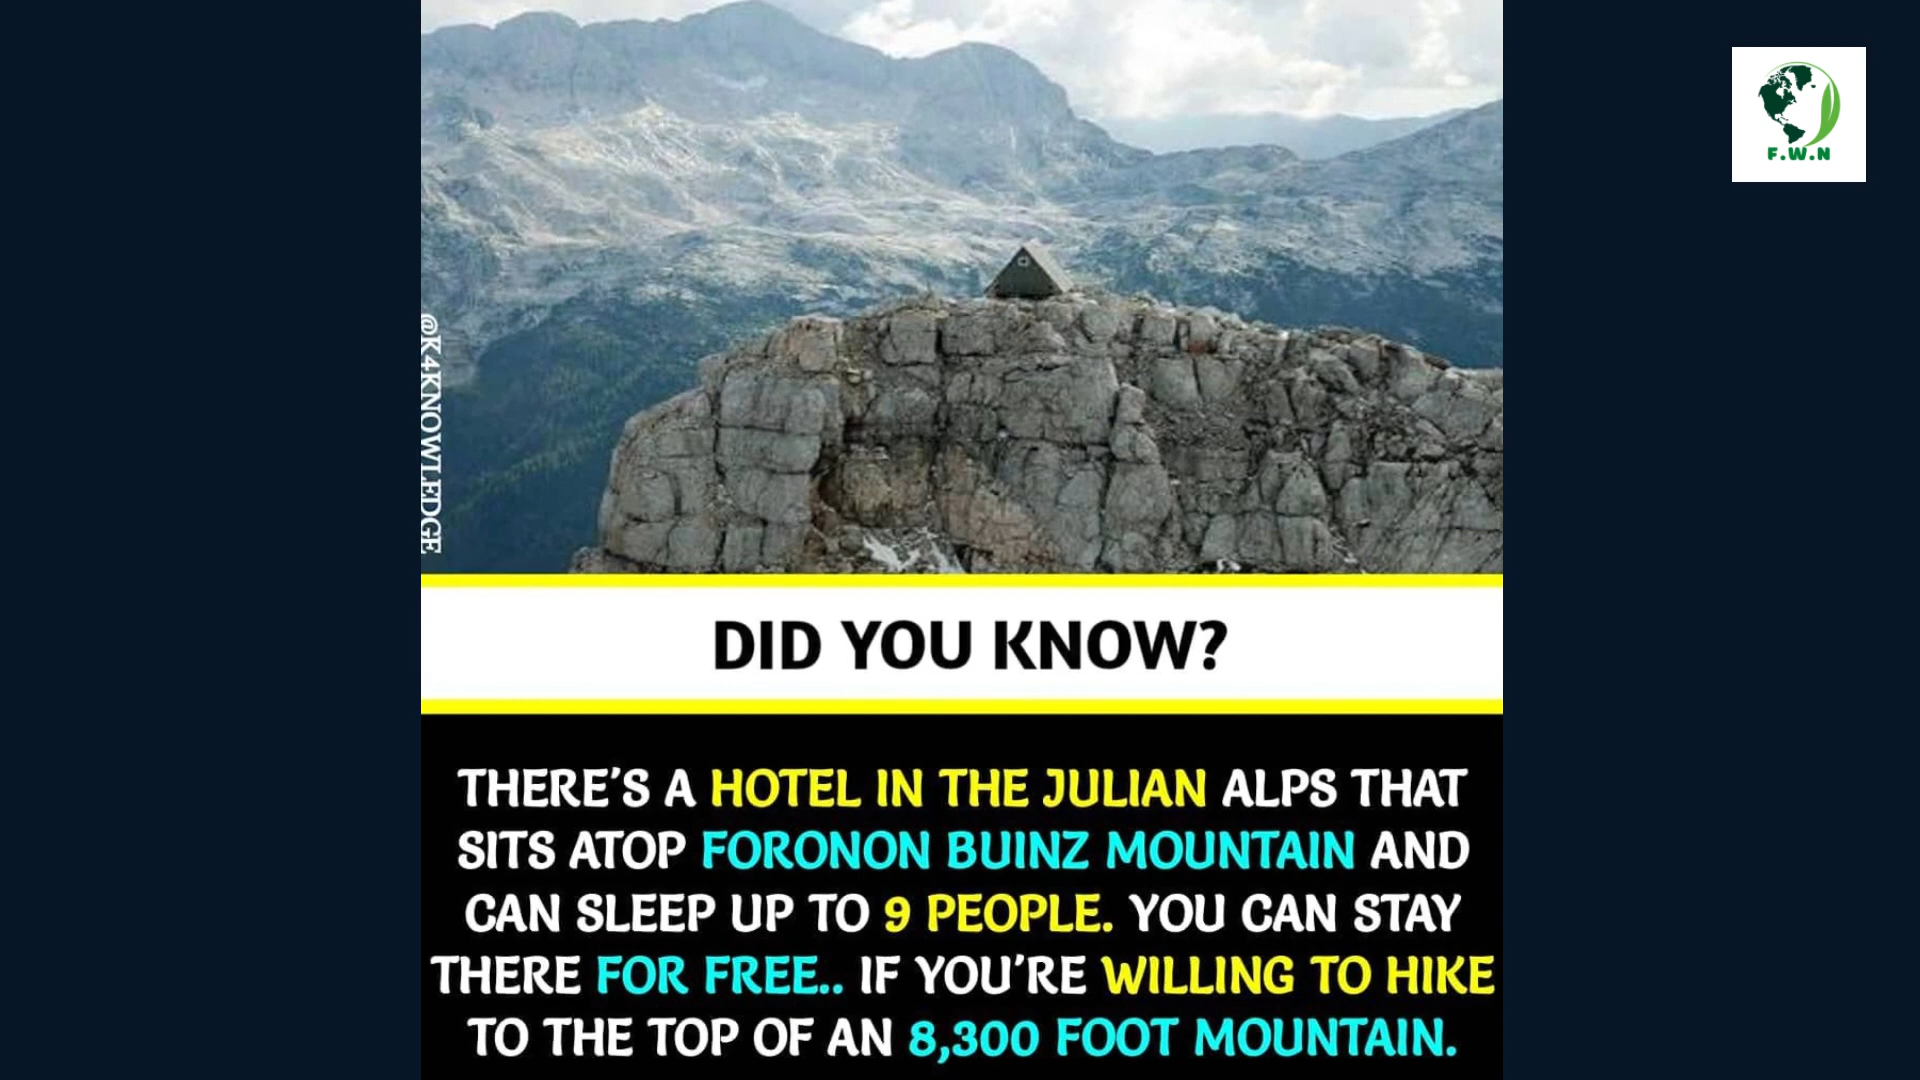 F.W.N
@K4KNOWLEDGE
DID YOU KNOW?
THERE'S A HOTEL IN THE JULIAN ALPS THAT
SITS ATOP FORONON BUINZ MOUNTAIN AND
CAN SLEEP UP TO 9 PEOPLE. YOU CAN STAY
THERE FOR FREE.. IF YOU'RE WILLING TO HIKE
TO THE TOP OF AN 8,300 FOOT MOUNTAIN.